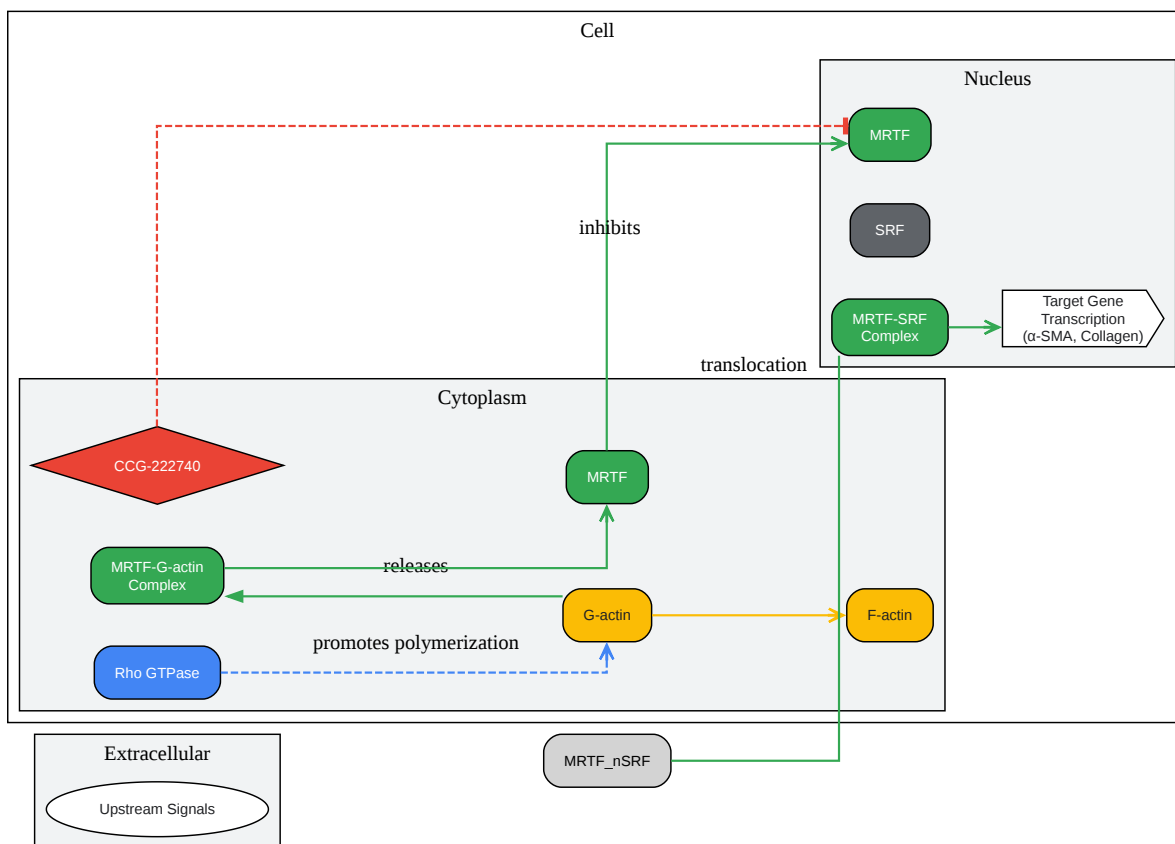 Cell
Nucleus
MRTF
inhibits
SRF
MRTF-SRF
Complex
Target Gene
Transcription
(α-SMA, Collagen)
translocation
Cytoplasm
CCG-222740
MRTF
MRTF-G-actin
Complex
releases
G-actin
F-actin
promotes polymerization
Rho GTPase
Extracellular
Upstream Signals
MRTF_nSRF